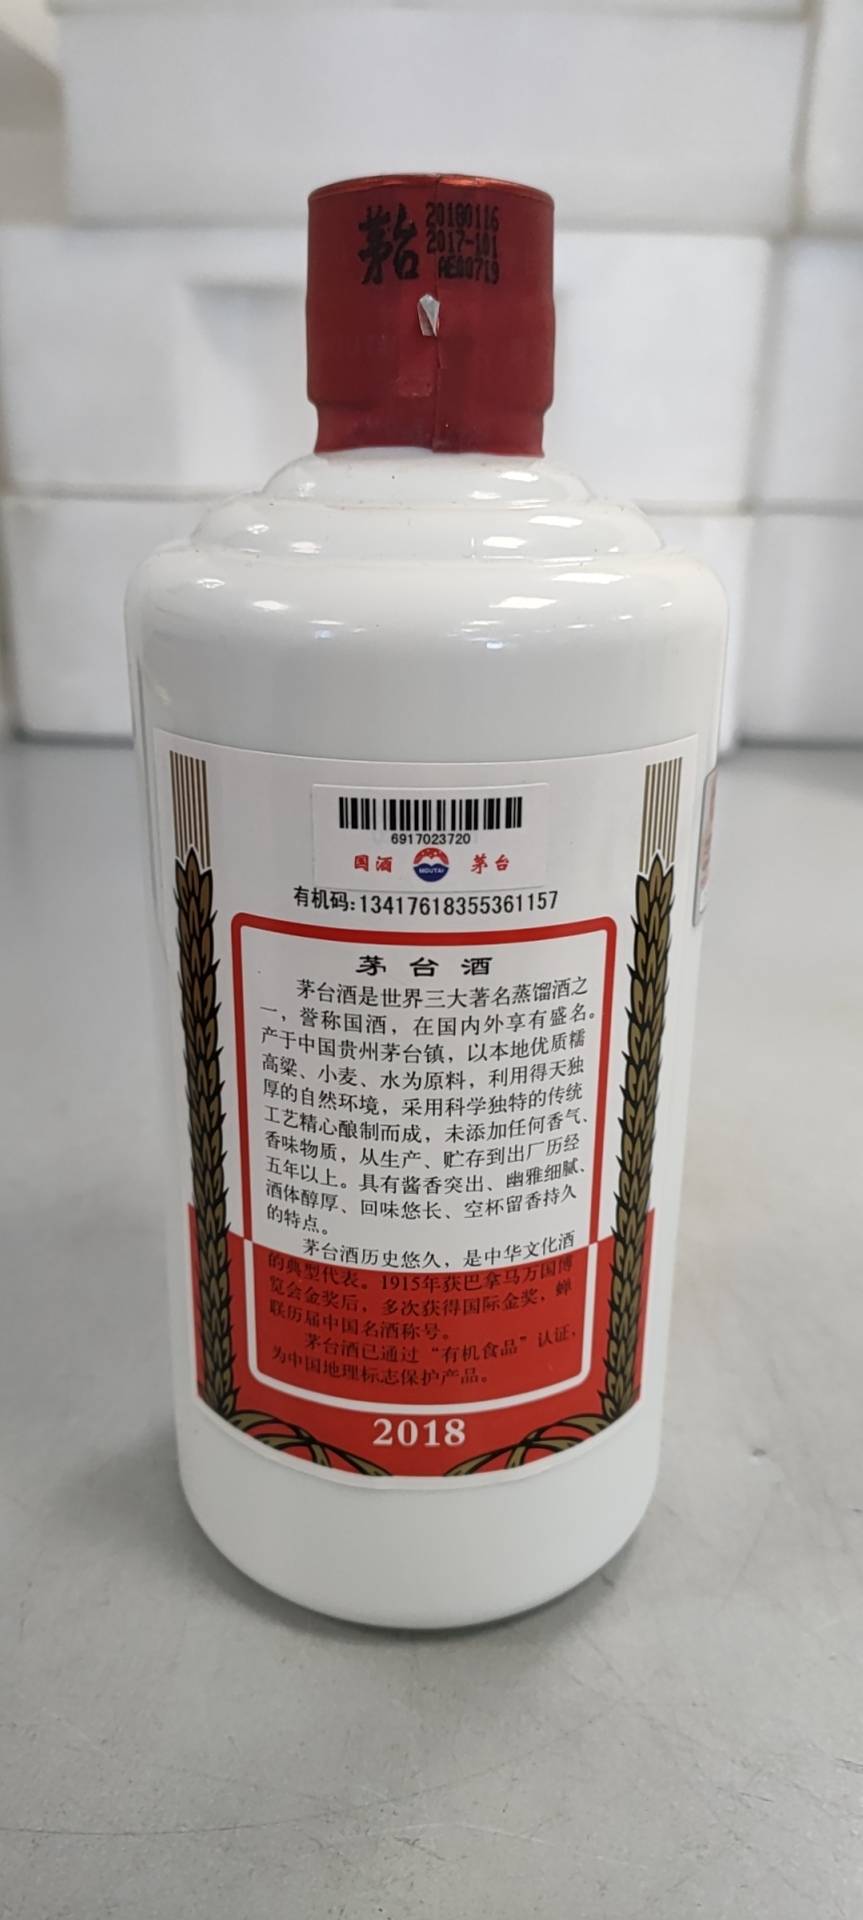 茅台
20180116
2017-101
AE00719
6917023720
国酒 MOUTAI 茅台
有机码:13417618355361157
茅台酒
茅台酒是世界三大著名蒸馏酒之
一，誉称国酒，在国内外享有盛名。
产于中国贵州茅台镇，以本地优质糯
高粱、小麦、水为原料，利用得天独
厚的自然环境，采用科学独特的传统
工艺精心酿制而成，未添加任何香气、
香味物质，从生产、贮存到出厂历经
五年以上。具有酱香突出、幽雅细腻、
酒体醇厚、回味悠长、空杯留香持久
的特点。
茅台酒历史悠久，是中华文化酒
的典型代表。1915年获巴拿马万国博
览会金奖后，多次获得国际金奖，蝉
联历届中国名酒称号。
茅台酒已通过“有机食品”认证，
为中国地理标志保护产品。
2018